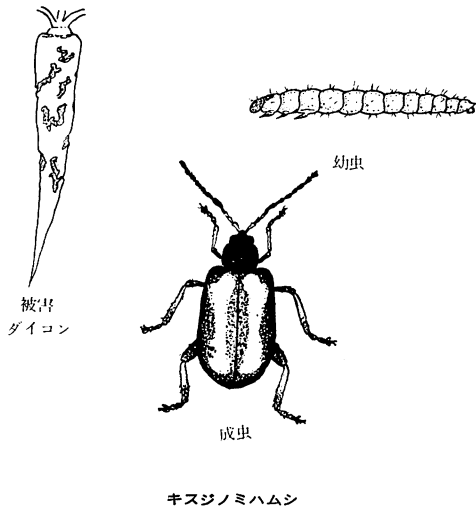 幼虫
被害
ダイコン
成虫
キスジノミハムシ